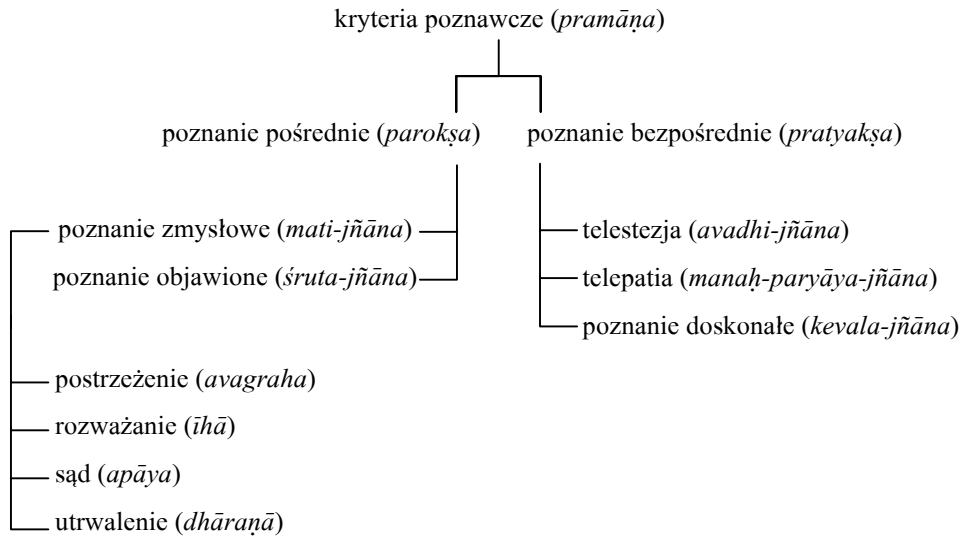 kryteria poznawcze (pramāṇa)
poznanie pośrednie (parokṣa)
poznanie bezpośrednie (pratyakṣa)
poznanie zmysłowe (mati-jñāna)
poznanie objawione (śruta-jñāna)
telestezja (avadhi-jñāna)
telepatia (manaḥ-paryāya-jñāna)
poznanie doskonałe (kevala-jñāna)
postrzeżenie (avagraha)
rozważanie (īhā)
sąd (apāya)
utrwalenie (dhāraṇā)